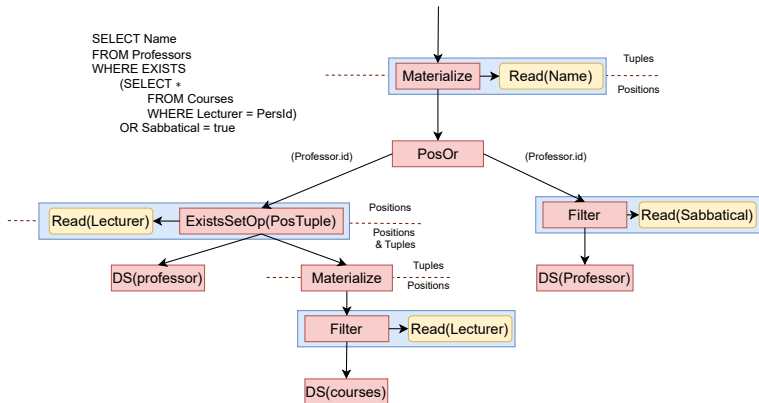 SELECT Name
FROM Professors
WHERE EXISTS
(SELECT *
FROM Courses
WHERE Lecturer = PersId)
OR Sabbatical = true
Tuples
Materialize
Read(Name)
Positions
(Professor.id)
PosOr
(Professor.id)
Read(Lecturer)
ExistsSetOp(PosTuple)
Positions
Positions
& Tuples
Filter
Read(Sabbatical)
DS(professor)
Materialize
Tuples
Positions
DS(Professor)
Filter
Read(Lecturer)
DS(courses)